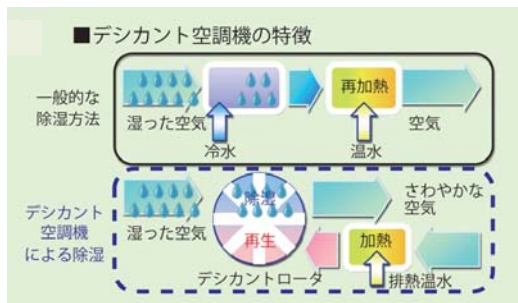 ■デシカント空調機の特徴
一般的な
除湿方法
湿った空気
冷水
再加熱
温水
空気
デシカント
空調機
による除湿
湿った空気
除湿
再生
デシカントロータ
さわやかな
空気
加熱
排熱温水